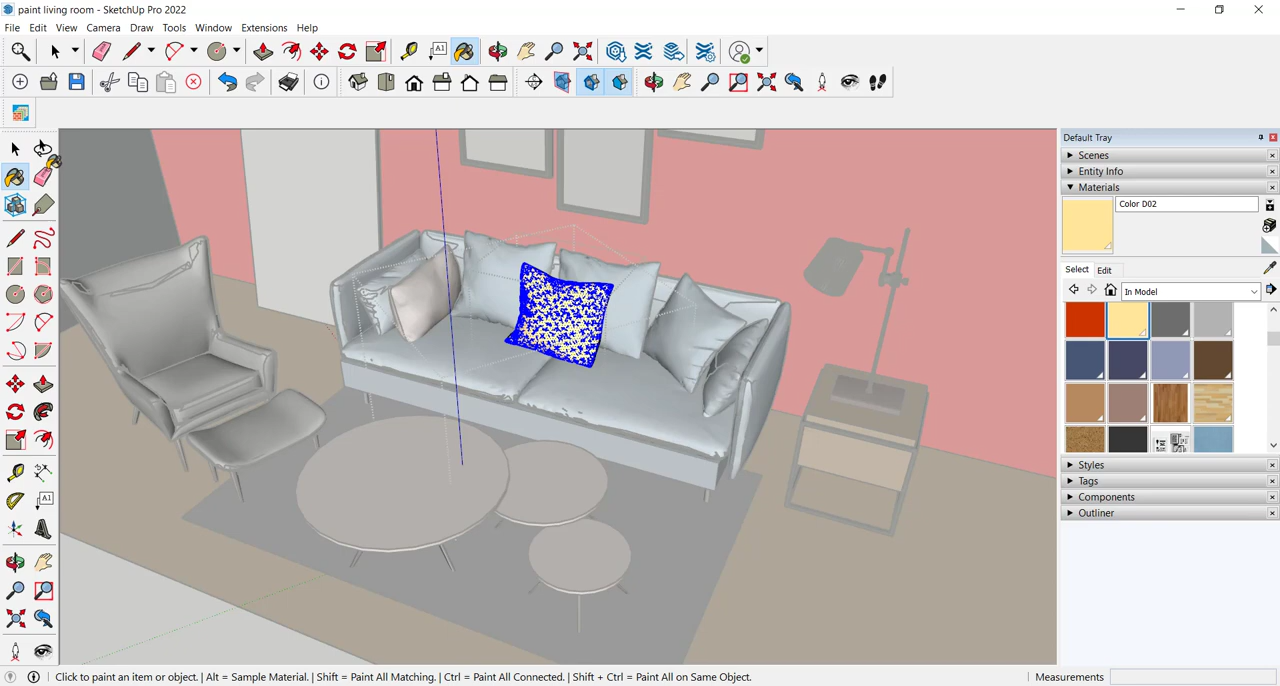 paint living room - SketchUp Pro 2022
File Edit View Camera Draw Tools Window Extensions Help
A1
Default Tray
Scenes
Entity Info
Materials
Color D02
Select Edit
In Model
A1
Styles
Tags
Components
Outliner
Click to paint an item or object. | Alt = Sample Material. | Shift = Paint All Matching. | Ctrl = Paint All Connected. | Shift + Ctrl = Paint All on Same Object.
Measurements